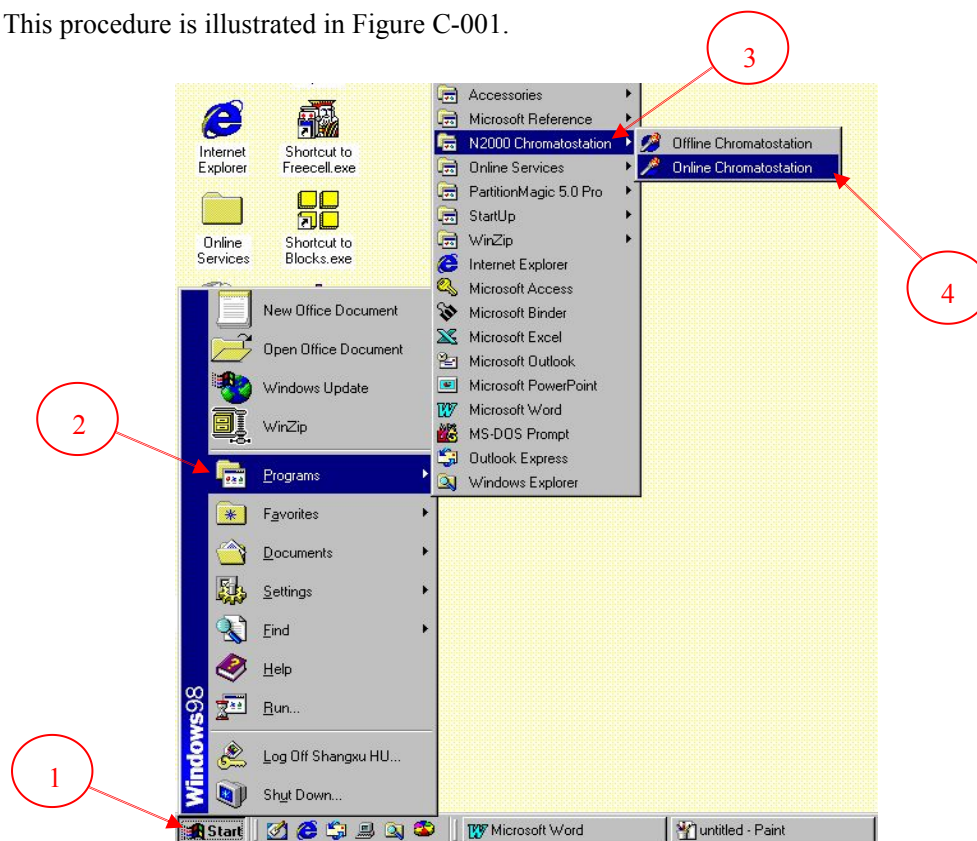 This procedure is illustrated in Figure C-001.
3
Accessories
Microsoft Reference
N2000 Chromatostation
Offline Chromatostation
Internet Explorer
Shortcut to Freecell.exe
Online Services
Online Chromatostation
PartitionMagic 5.0 Pro
StartUp
Online Services
Shortcut to Blocks.exe
WinZip
Internet Explorer
4
Microsoft Access
New Office Document
Microsoft Binder
Microsoft Excel
Open Office Document
Microsoft Outlook
Windows Update
Microsoft PowerPoint
2
WinZip
Microsoft Word
MS-DOS Prompt
Outlook Express
Programs
Windows Explorer
Favorites
Documents
Settings
Find
Help
Run...
Windows98
Log Off Shangxu HU...
1
Shut Down...
Start
Microsoft Word
untitled - Paint